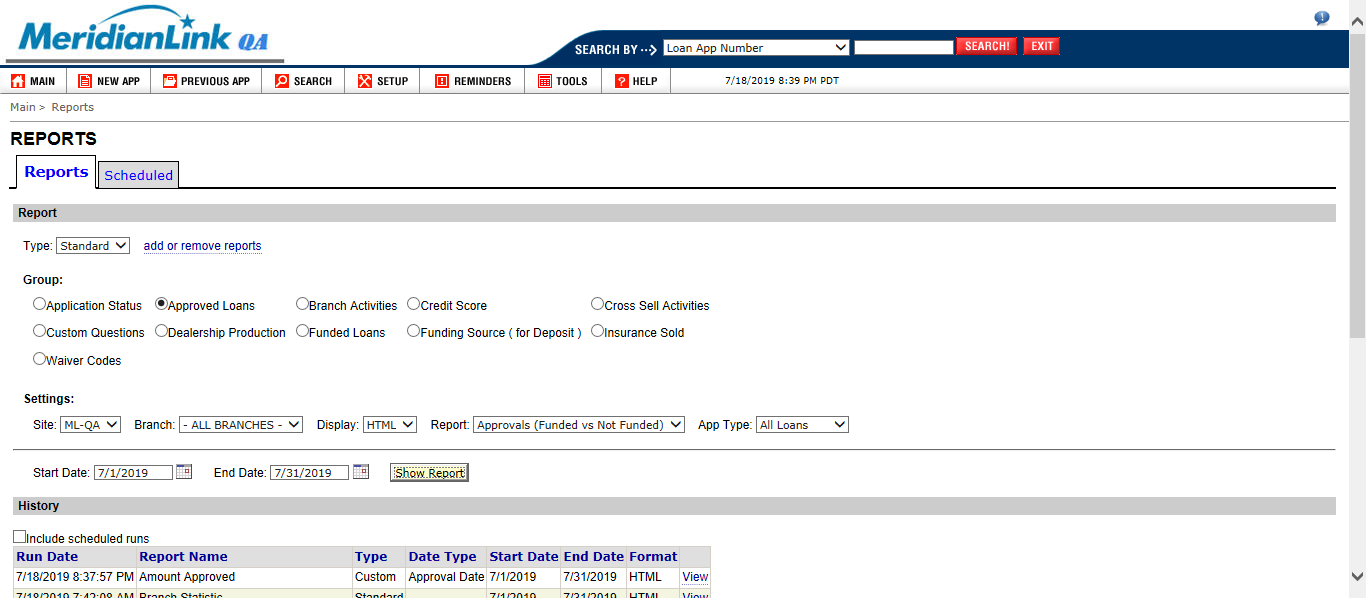 MeridianLink QA
SEARCH BY ··> Loan App Number SEARCH! EXIT
MAIN NEW APP PREVIOUS APP SEARCH SETUP REMINDERS TOOLS ? HELP 7/18/2019 8:39 PM PDT
Main > Reports
REPORTS
Reports Scheduled
Report
Type: Standard add or remove reports
Group:
Application Status Approved Loans Branch Activities Credit Score Cross Sell Activities
Custom Questions Dealership Production Funded Loans Funding Source ( for Deposit ) Insurance Sold
Waiver Codes
Settings:
Site: ML-QA Branch: - ALL BRANCHES - Display: HTML Report: Approvals (Funded vs Not Funded) App Type: All Loans
Start Date: 7/1/2019 End Date: 7/31/2019 Show Report
History
Include scheduled runs
Run Date Report Name Type Date Type Start Date End Date Format
7/18/2019 8:37:57 PM Amount Approved Custom Approval Date 7/1/2019 7/31/2019 HTML View
7/18/2019 7:42:08 AM Branch Statistic Standard 7/1/2019 7/31/2019 HTML View